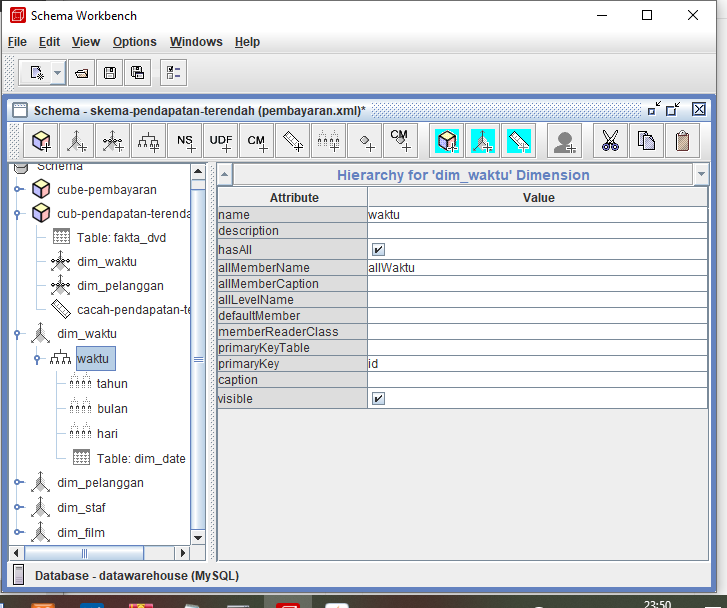 Schema Workbench
File Edit View Options Windows Help
Schema - skema-pendapatan-terendah (pembayaran.xml)*
NS UDF CM CM
Schema
cube-pembayaran
cub-pendapatan-terenda
Table: fakta_dvd
dim_waktu
dim_pelanggan
cacah-pendapatan-te
dim_waktu
waktu
tahun
bulan
hari
Table: dim_date
dim_pelanggan
dim_staf
dim_film
Hierarchy for 'dim_waktu' Dimension
Attribute Value
name waktu
description
hasAll
allMemberName allWaktu
allMemberCaption
allLevelName
defaultMember
memberReaderClass
primaryKeyTable
primaryKey id
caption
visible
Database - datawarehouse (MySQL)
23:50